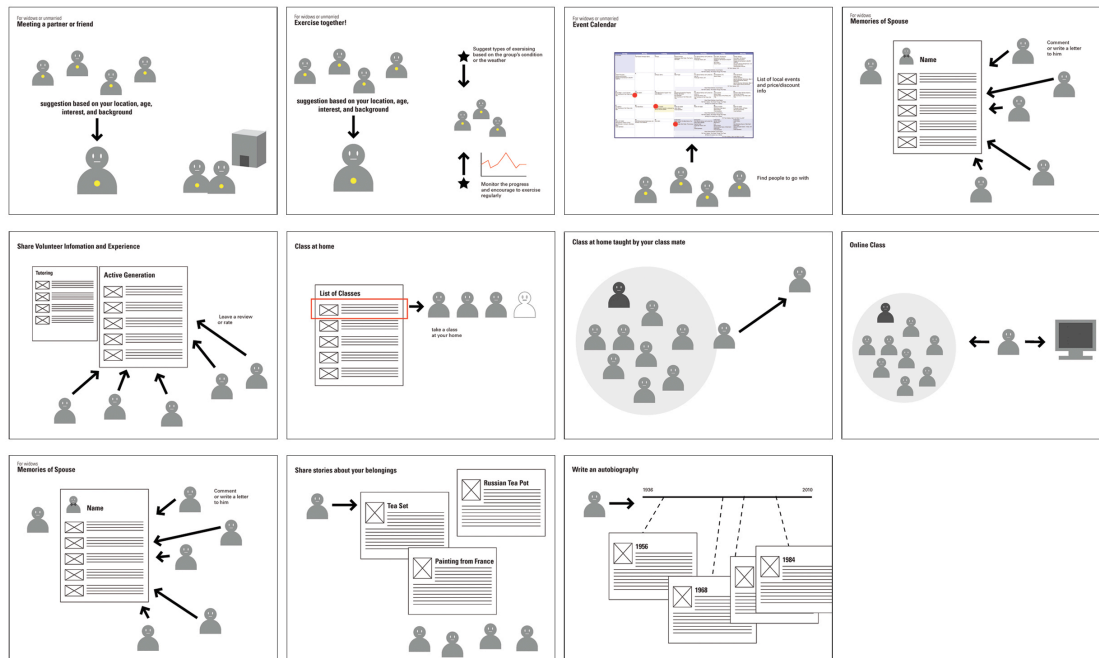 For widows or unmarried
Meeting a partner or friend
suggestion based on your location, age,
interest, and background
For widows or unmarried
Exercise together!
suggestion based on your location, age,
interest, and background
Suggest types of exersising
based on the group's condition
or the weather
Monitor the progress
and encourage to exercise
regularly
For widows or unmarried
Event Calendar
List of local events
and price/discount
info
Find people to go with
For widows
Memories of Spouse
Name
Comment
or write a letter
to him
Share Volunteer Infomation and Experience
Tutoring
Active Generation
Leave a review
or rate
Class at home
List of Classes
take a class
at your home
Class at home taught by your class mate
Online Class
For widows
Memories of Spouse
Name
Comment
or write a letter
to him
Share stories about your belongings
Tea Set
Russian Tea Pot
Painting from France
Write an autobiography
1936
2010
1956
1968
1984